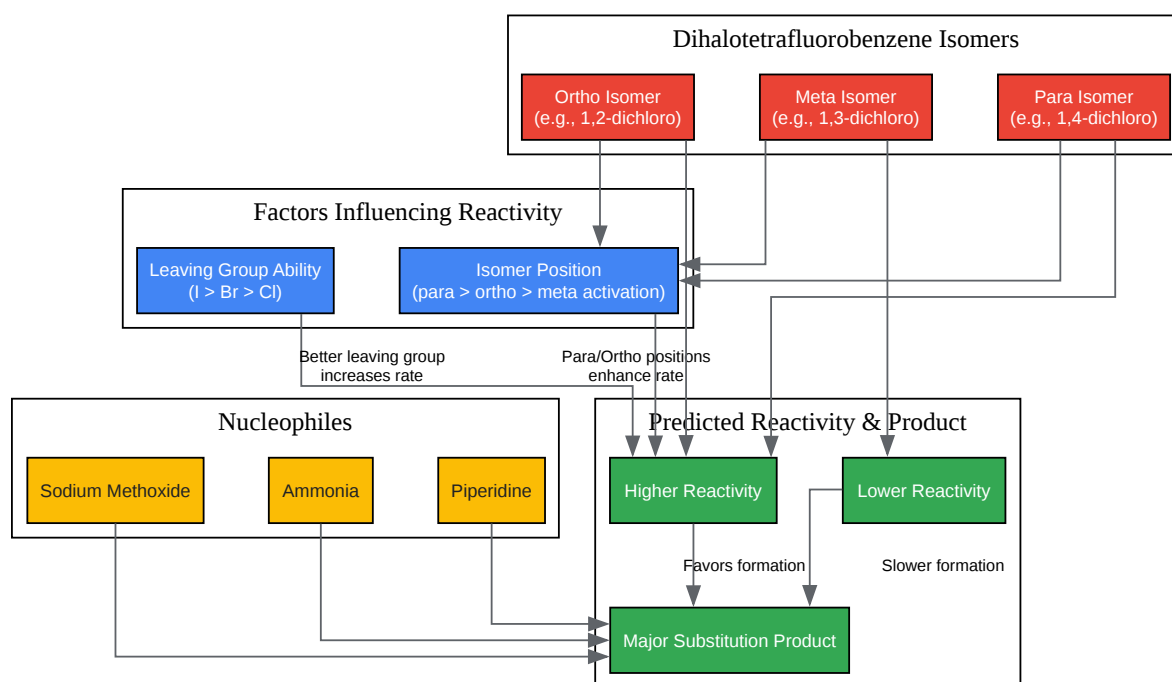 Dihalotetrafluorobenzene Isomers
Ortho Isomer
(e.g., 1,2-dichloro)
Meta Isomer
(e.g., 1,3-dichloro)
Para Isomer
(e.g., 1,4-dichloro)
Factors Influencing Reactivity
Leaving Group Ability
(I > Br > Cl)
Isomer Position
(para > ortho > meta activation)
Better leaving group
increases rate
Para/Ortho positions
enhance rate
Nucleophiles
Sodium Methoxide
Ammonia
Piperidine
Predicted Reactivity & Product
Higher Reactivity
Lower Reactivity
Favors formation
Slower formation
Major Substitution Product